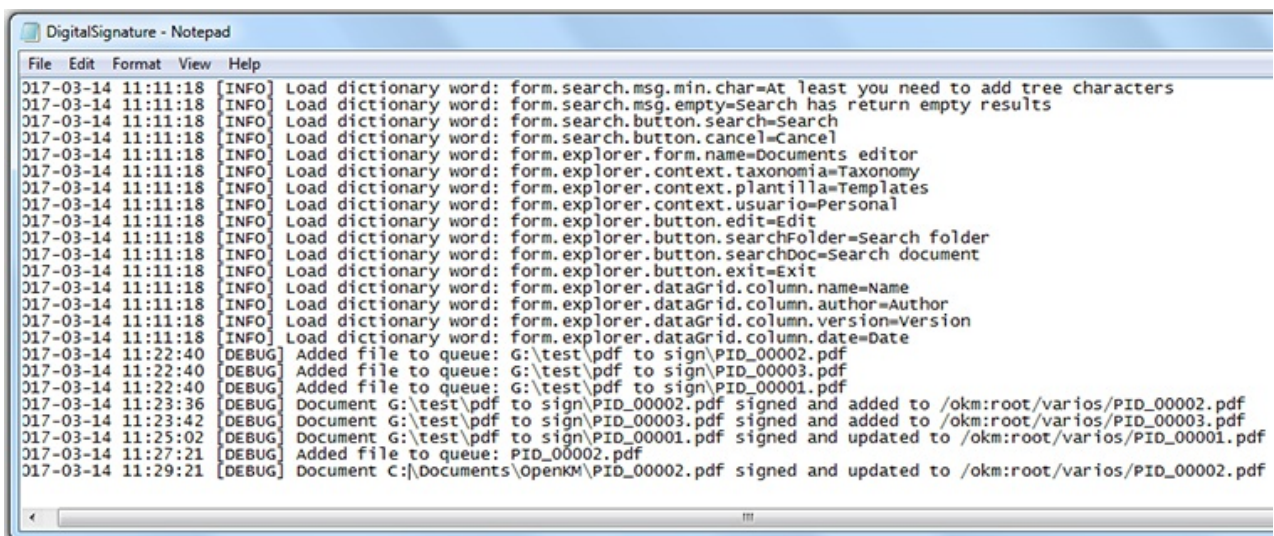 DigitalSignature - Notepad
File Edit Format View Help
017-03-14 11:11:18 [INFO] Load dictionary word: form.search.msg.min.char=At least you need to add tree characters
017-03-14 11:11:18 [INFO] Load dictionary word: form.search.msg.empty=Search has return empty results
017-03-14 11:11:18 [INFO] Load dictionary word: form.search.button.search=Search
017-03-14 11:11:18 [INFO] Load dictionary word: form.search.button.cancel=Cancel
017-03-14 11:11:18 [INFO] Load dictionary word: form.explorer.form.name=Documents editor
017-03-14 11:11:18 [INFO] Load dictionary word: form.explorer.context.taxonomia=Taxonomy
017-03-14 11:11:18 [INFO] Load dictionary word: form.explorer.context.plantilla=Templates
017-03-14 11:11:18 [INFO] Load dictionary word: form.explorer.context.usuario=Personal
017-03-14 11:11:18 [INFO] Load dictionary word: form.explorer.button.edit=Edit
017-03-14 11:11:18 [INFO] Load dictionary word: form.explorer.button.searchFolder=Search folder
017-03-14 11:11:18 [INFO] Load dictionary word: form.explorer.button.searchDoc=Search document
017-03-14 11:11:18 [INFO] Load dictionary word: form.explorer.button.exit=Exit
017-03-14 11:11:18 [INFO] Load dictionary word: form.explorer.dataGrid.column.name=Name
017-03-14 11:11:18 [INFO] Load dictionary word: form.explorer.dataGrid.column.author=Author
017-03-14 11:11:18 [INFO] Load dictionary word: form.explorer.dataGrid.column.version=Version
017-03-14 11:11:18 [INFO] Load dictionary word: form.explorer.dataGrid.column.date=Date
017-03-14 11:22:40 [DEBUG] Added file to queue: G:\test\pdf to sign\PID_00002.pdf
017-03-14 11:22:40 [DEBUG] Added file to queue: G:\test\pdf to sign\PID_00003.pdf
017-03-14 11:22:40 [DEBUG] Added file to queue: G:\test\pdf to sign\PID_00001.pdf
017-03-14 11:23:36 [DEBUG] Document G:\test\pdf to sign\PID_00002.pdf signed and added to /okm:root/varios/PID_00002.pdf
017-03-14 11:23:42 [DEBUG] Document G:\test\pdf to sign\PID_00003.pdf signed and added to /okm:root/varios/PID_00003.pdf
017-03-14 11:25:02 [DEBUG] Document G:\test\pdf to sign\PID_00001.pdf signed and updated to /okm:root/varios/PID_00001.pdf
017-03-14 11:27:21 [DEBUG] Added file to queue: PID_00002.pdf
017-03-14 11:29:21 [DEBUG] Document C:\Documents\OpenKM\PID_00002.pdf signed and updated to /okm:root/varios/PID_00002.pdf